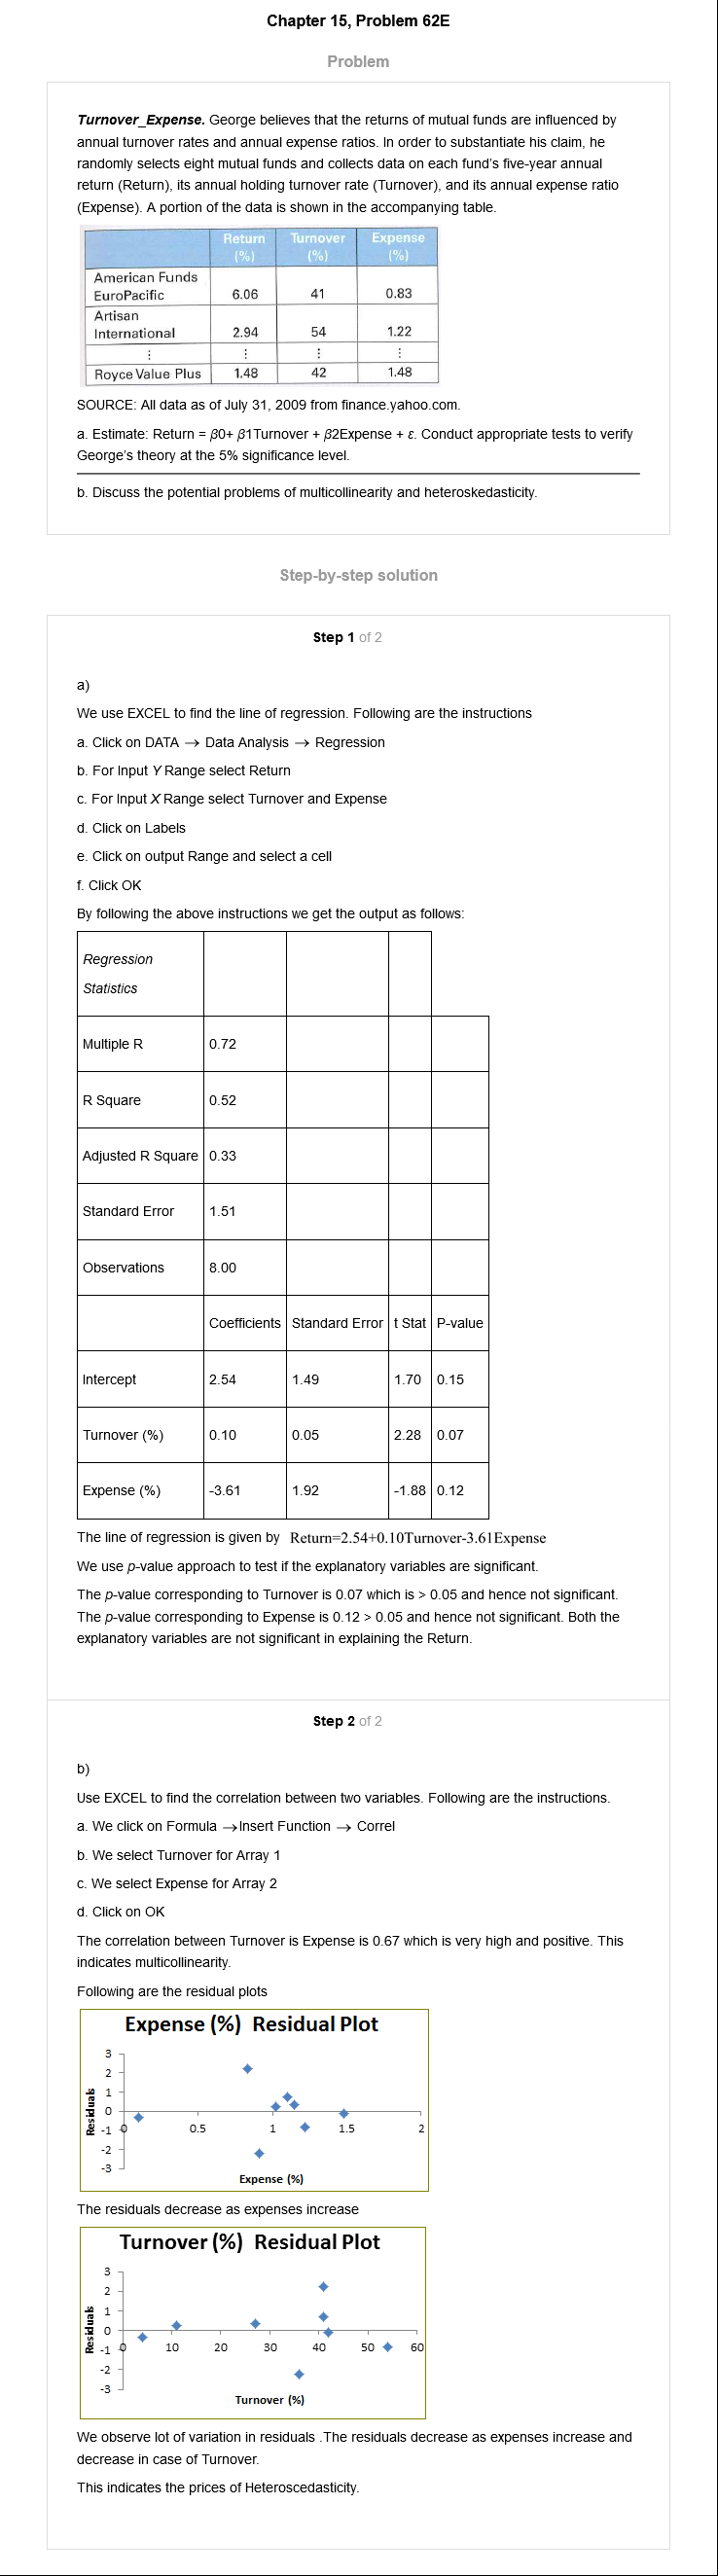 Chapter 15, Problem 62E
Problem
Turnover_Expense. George believes that the returns of mutual funds are influenced by
annual turnover rates and annual expense ratios. In order to substantiate his claim, he
randomly selects eight mutual funds and collects data on each fund's five-year annual
return (Return), its annual holding turnover rate (Turnover), and its annual expense ratio
(Expense). A portion of the data is shown in the accompanying table.
Return (%) Turnover (%) Expense (%)
American Funds EuroPacific 6.06 41 0.83
Artisan International 2.94 54 1.22
⋮ ⋮ ⋮ ⋮
Royce Value Plus 1.48 42 1.48
SOURCE: All data as of July 31, 2009 from finance.yahoo.com.
a. Estimate: Return = β0+ β1Turnover + β2Expense + ε. Conduct appropriate tests to verify
George's theory at the 5% significance level.
b. Discuss the potential problems of multicollinearity and heteroskedasticity.
Step-by-step solution
Step 1 of 2
a)
We use EXCEL to find the line of regression. Following are the instructions
a. Click on DATA → Data Analysis → Regression
b. For Input Y Range select Return
c. For Input X Range select Turnover and Expense
d. Click on Labels
e. Click on output Range and select a cell
f. Click OK
By following the above instructions we get the output as follows:
Regression
Statistics
Multiple R 0.72
R Square 0.52
Adjusted R Square 0.33
Standard Error 1.51
Observations 8.00
Coefficients Standard Error t Stat P-value
Intercept 2.54 1.49 1.70 0.15
Turnover (%) 0.10 0.05 2.28 0.07
Expense (%) -3.61 1.92 -1.88 0.12
The line of regression is given by Return=2.54+0.10Turnover-3.61Expense
We use p-value approach to test if the explanatory variables are significant.
The p-value corresponding to Turnover is 0.07 which is > 0.05 and hence not significant.
The p-value corresponding to Expense is 0.12 > 0.05 and hence not significant. Both the
explanatory variables are not significant in explaining the Return.
Step 2 of 2
b)
Use EXCEL to find the correlation between two variables. Following are the instructions.
a. We click on Formula →Insert Function → Correl
b. We select Turnover for Array 1
c. We select Expense for Array 2
d. Click on OK
The correlation between Turnover is Expense is 0.67 which is very high and positive. This
indicates multicollinearity.
Following are the residual plots
Expense (%) Residual Plot
Residuals
3
2
1
0
-1
-2
-3
0 0.5 1 1.5 2
Expense (%)
The residuals decrease as expenses increase
Turnover (%) Residual Plot
Residuals
3
2
1
0
-1
-2
-3
0 10 20 30 40 50 60
Turnover (%)
We observe lot of variation in residuals .The residuals decrease as expenses increase and
decrease in case of Turnover.
This indicates the prices of Heteroscedasticity.